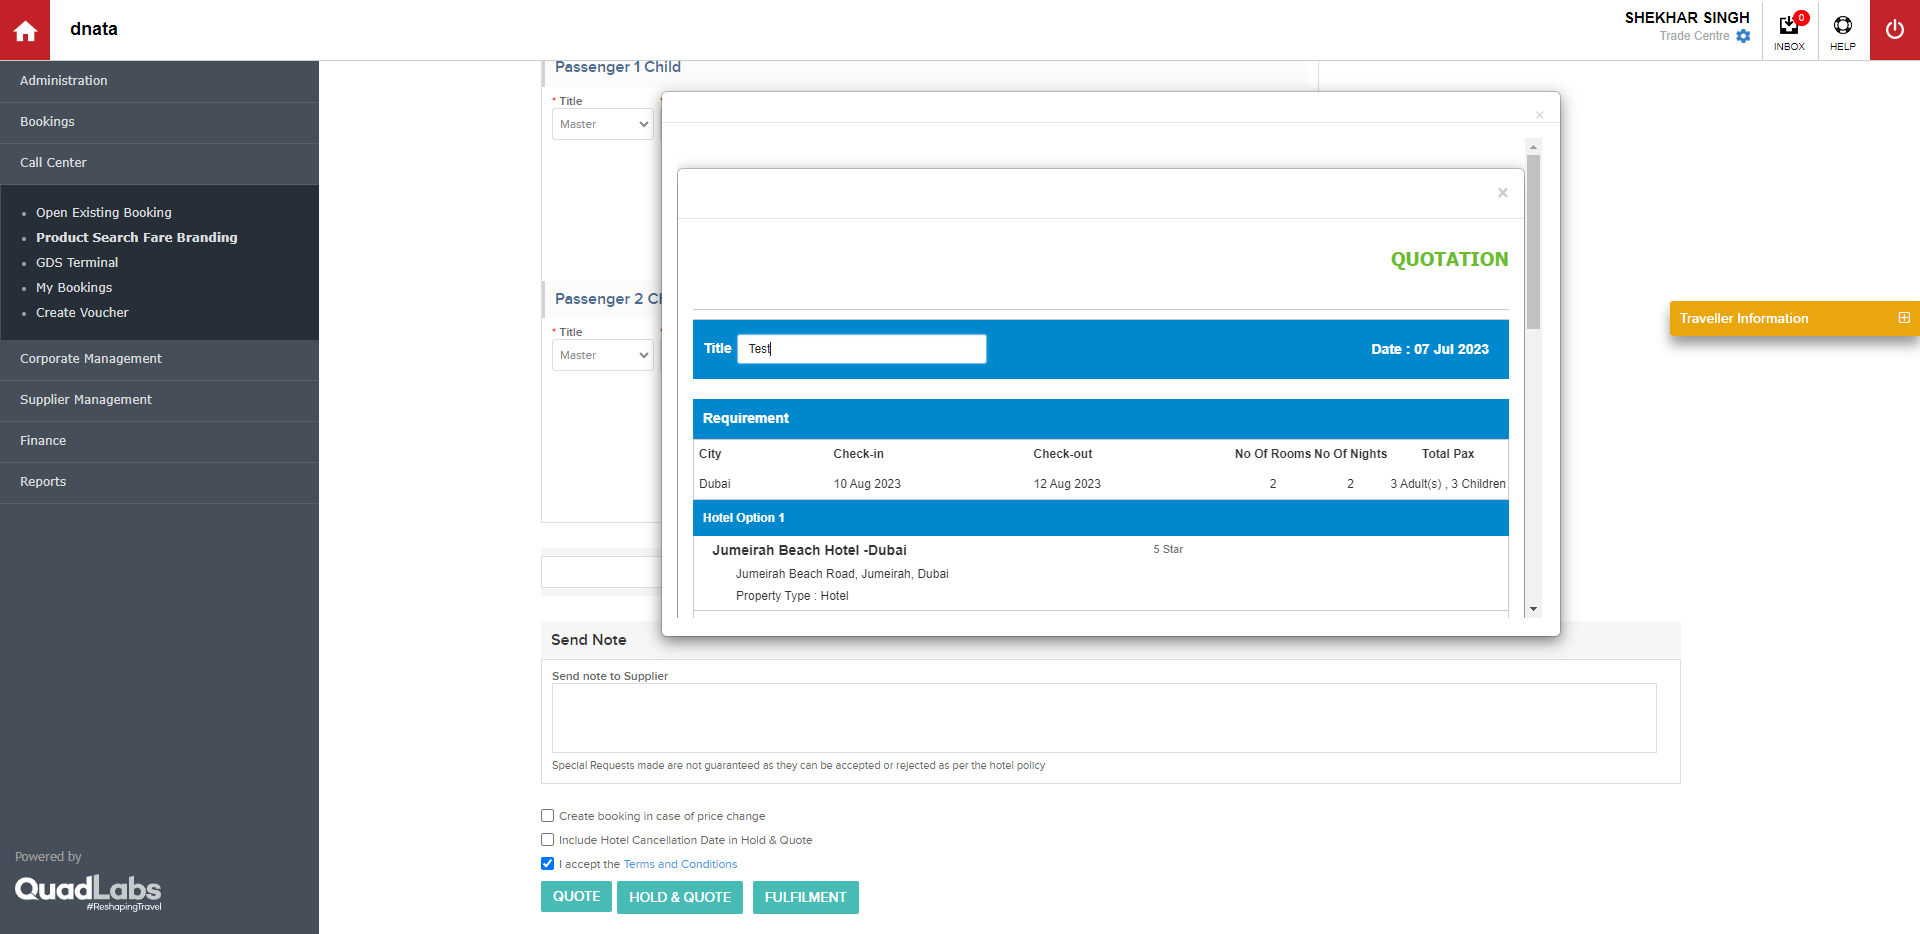 dnata
SHEKHAR SINGH
Trade Centre
0
INBOX
HELP
Administration
Bookings
Call Center
Open Existing Booking
Product Search Fare Branding
GDS Terminal
My Bookings
Create Voucher
Corporate Management
Supplier Management
Finance
Reports
Powered by
QuadLabs
#ReshapingTravel
Passenger 1 Child
* Title
Master
Passenger 2 Ch
* Title
Master
×
×
QUOTATION
Title Test Date : 07 Jul 2023
Requirement
City Check-in Check-out No Of Rooms No Of Nights Total Pax
Dubai 10 Aug 2023 12 Aug 2023 2 2 3 Adult(s) , 3 Children
Hotel Option 1
Jumeirah Beach Hotel -Dubai 5 Star
Jumeirah Beach Road, Jumeirah, Dubai
Property Type : Hotel
Traveller Information
Send Note
Send note to Supplier
Special Requests made are not guaranteed as they can be accepted or rejected as per the hotel policy
Create booking in case of price change
Include Hotel Cancellation Date in Hold & Quote
I accept the Terms and Conditions
QUOTE HOLD & QUOTE FULFILMENT